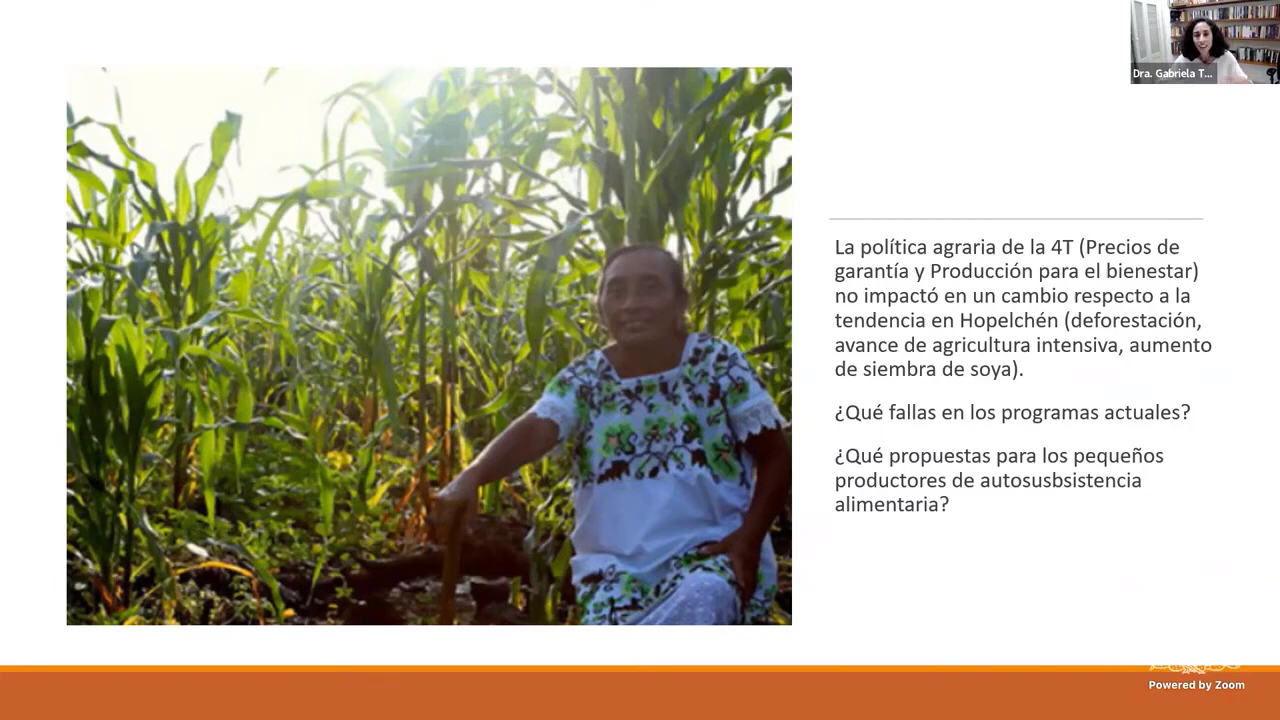 Dra. Gabriela T...
La política agraria de la 4T (Precios de
garantía y Producción para el bienestar)
no impactó en un cambio respecto a la
tendencia en Hopelchén (deforestación,
avance de agricultura intensiva, aumento
de siembra de soya).
¿Qué fallas en los programas actuales?
¿Qué propuestas para los pequeños
productores de autosusbsistencia
alimentaria?
Powered by Zoom